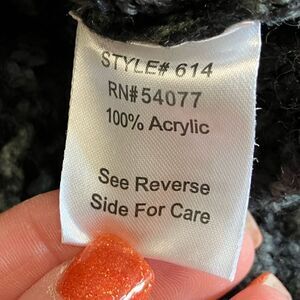 STYLE# 614
RN# 54077
100% Acrylic
See Reverse
Side For Care